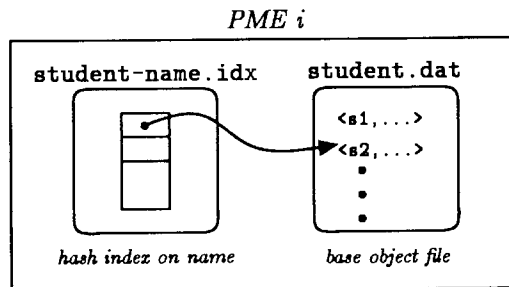 PME i
student-name.idx student.dat
<s1,...>
<s2,...>
hash index on name base object file